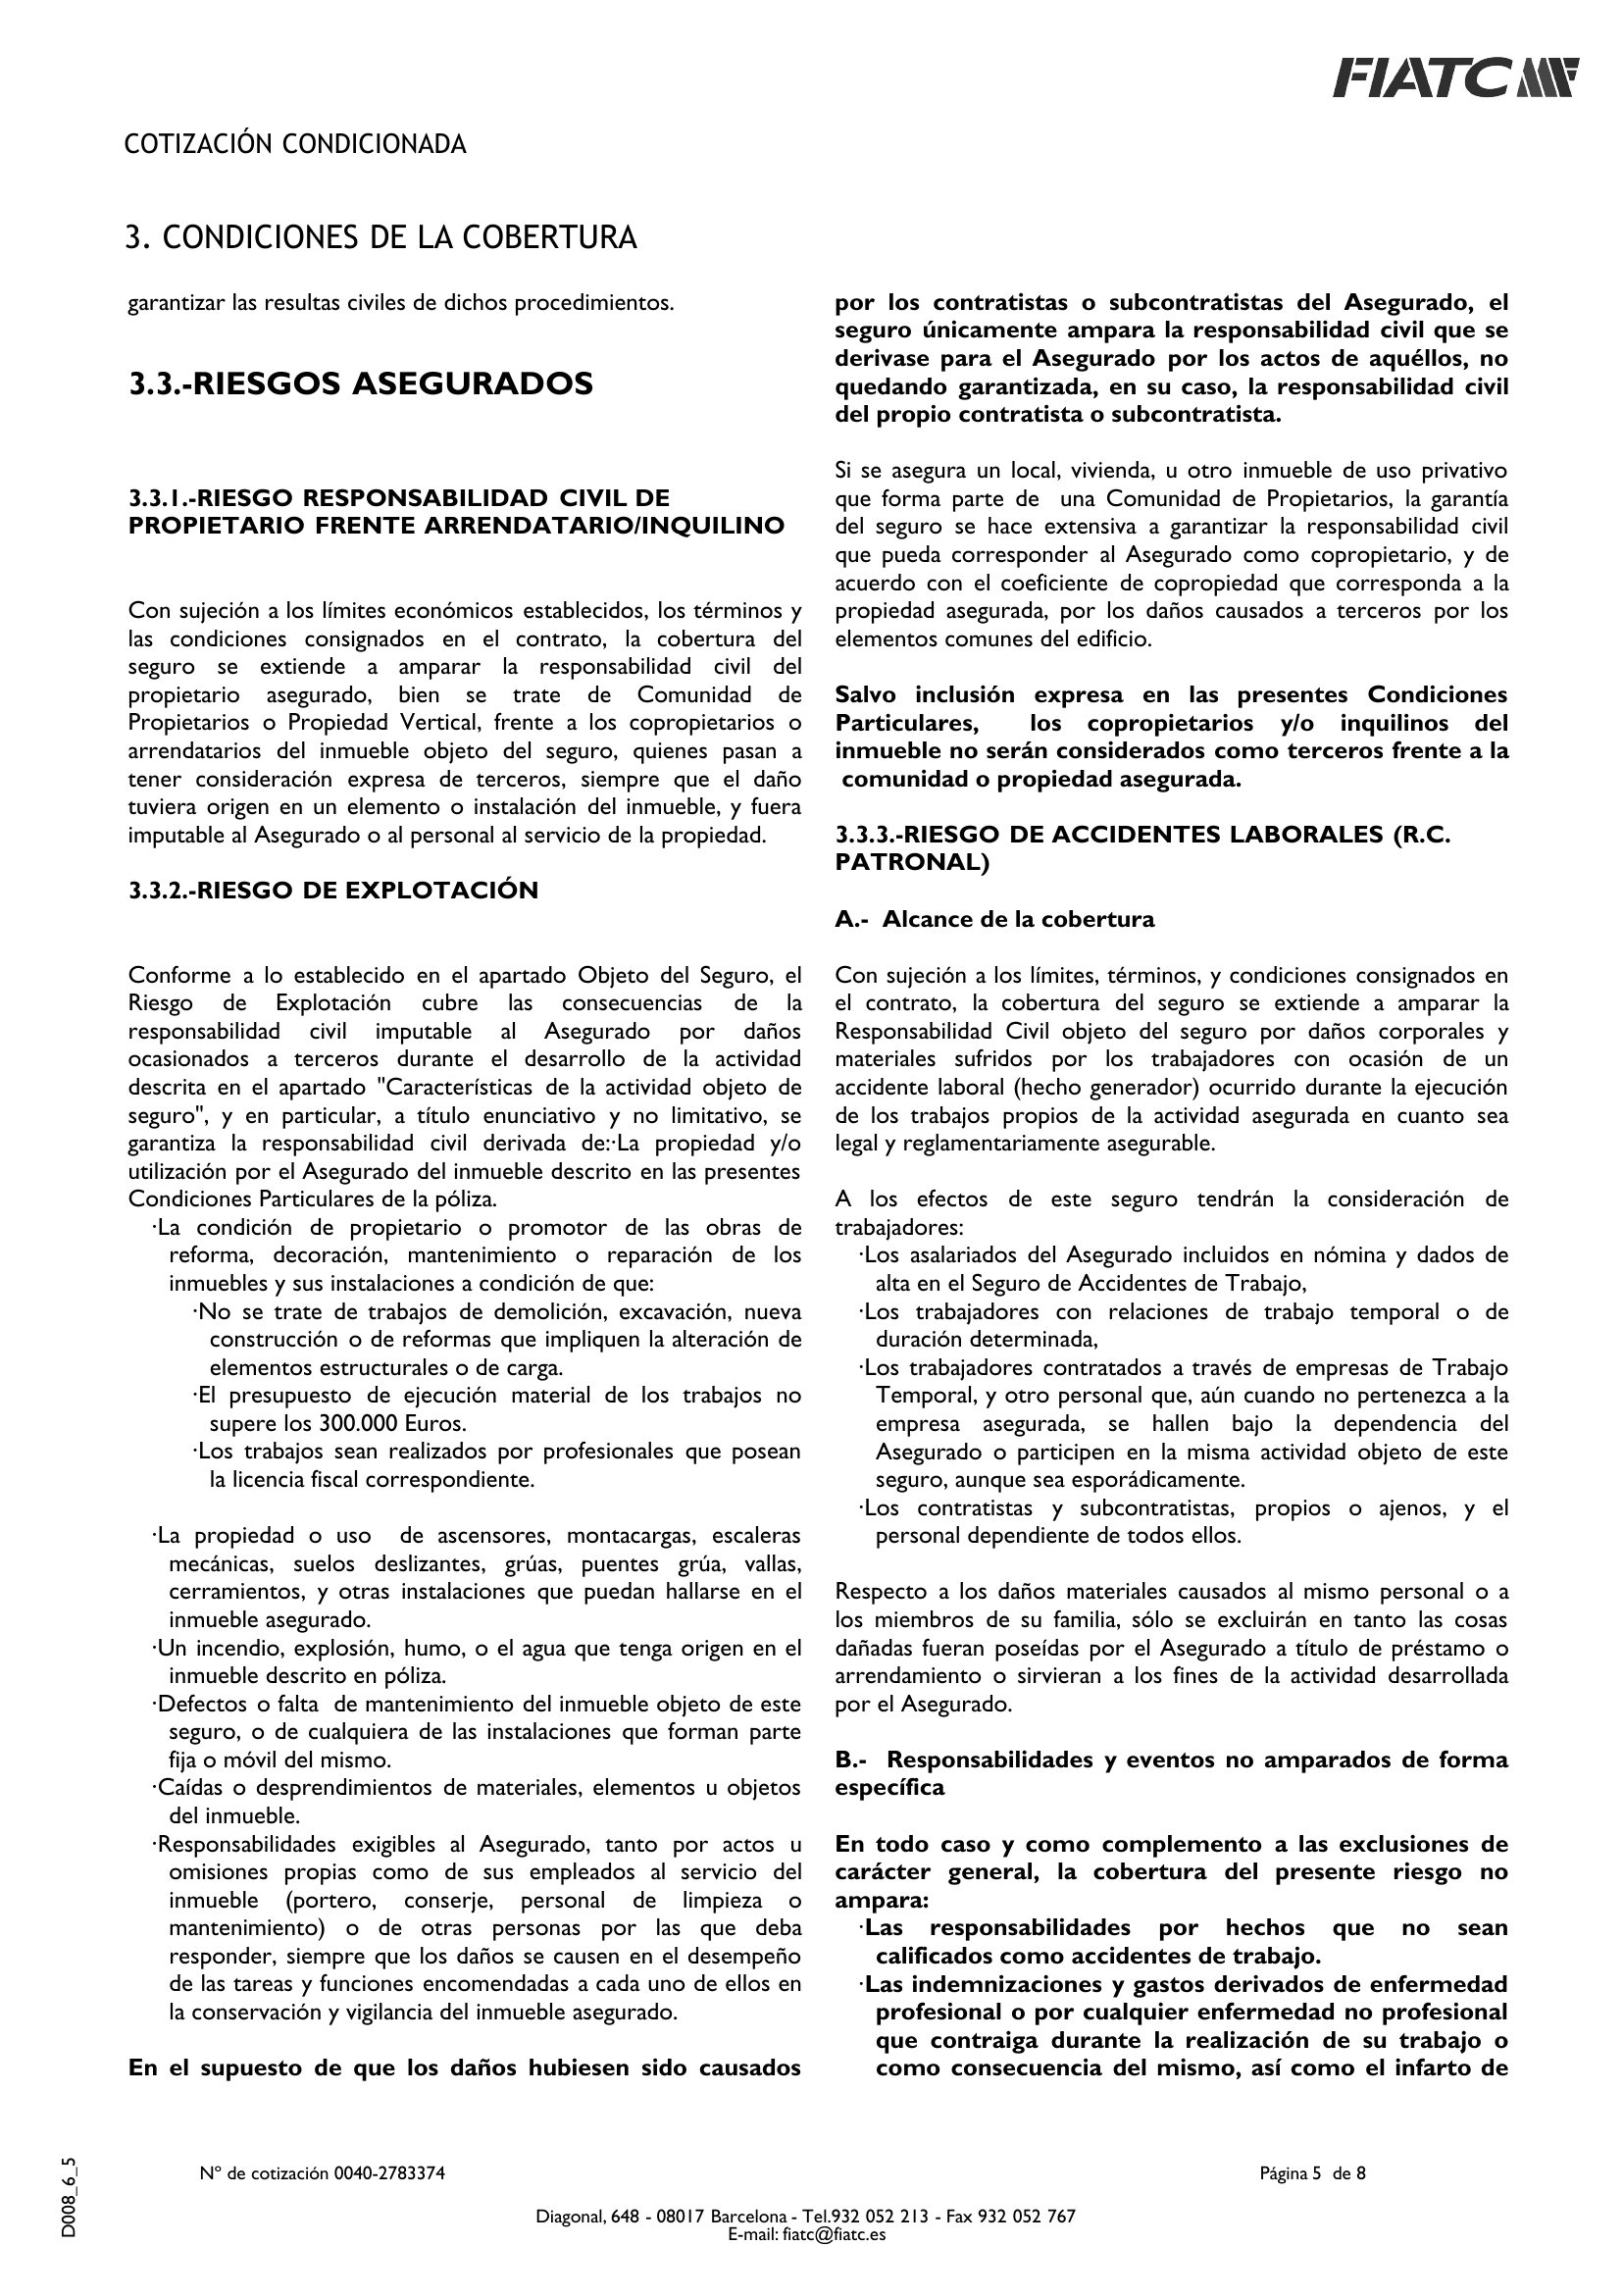 FIATC
COTIZACIÓN CONDICIONADA
3. CONDICIONES DE LA COBERTURA
garantizar las resultas civiles de dichos procedimientos.
3.3.-RIESGOS ASEGURADOS
3.3.1.-RIESGO RESPONSABILIDAD CIVIL DE
PROPIETARIO FRENTE ARRENDATARIO/INQUILINO
Con sujeción a los límites económicos establecidos, los términos y
las condiciones consignados en el contrato, la cobertura del
seguro se extiende a amparar la responsabilidad civil del
propietario asegurado, bien se trate de Comunidad de
Propietarios o Propiedad Vertical, frente a los copropietarios o
arrendatarios del inmueble objeto del seguro, quienes pasan a
tener consideración expresa de terceros, siempre que el daño
tuviera origen en un elemento o instalación del inmueble, y fuera
imputable al Asegurado o al personal al servicio de la propiedad.
3.3.2.-RIESGO DE EXPLOTACIÓN
Conforme a lo establecido en el apartado Objeto del Seguro, el
Riesgo de Explotación cubre las consecuencias de la
responsabilidad civil imputable al Asegurado por daños
ocasionados a terceros durante el desarrollo de la actividad
descrita en el apartado "Características de la actividad objeto de
seguro", y en particular, a título enunciativo y no limitativo, se
garantiza la responsabilidad civil derivada de:·La propiedad y/o
utilización por el Asegurado del inmueble descrito en las presentes
Condiciones Particulares de la póliza.
·La condición de propietario o promotor de las obras de
reforma, decoración, mantenimiento o reparación de los
inmuebles y sus instalaciones a condición de que:
·No se trate de trabajos de demolición, excavación, nueva
construcción o de reformas que impliquen la alteración de
elementos estructurales o de carga.
·El presupuesto de ejecución material de los trabajos no
supere los 300.000 Euros.
·Los trabajos sean realizados por profesionales que posean
la licencia fiscal correspondiente.
·La propiedad o uso de ascensores, montacargas, escaleras
mecánicas, suelos deslizantes, grúas, puentes grúa, vallas,
cerramientos, y otras instalaciones que puedan hallarse en el
inmueble asegurado.
·Un incendio, explosión, humo, o el agua que tenga origen en el
inmueble descrito en póliza.
·Defectos o falta de mantenimiento del inmueble objeto de este
seguro, o de cualquiera de las instalaciones que forman parte
fija o móvil del mismo.
·Caídas o desprendimientos de materiales, elementos u objetos
del inmueble.
·Responsabilidades exigibles al Asegurado, tanto por actos u
omisiones propias como de sus empleados al servicio del
inmueble (portero, conserje, personal de limpieza o
mantenimiento) o de otras personas por las que deba
responder, siempre que los daños se causen en el desempeño
de las tareas y funciones encomendadas a cada uno de ellos en
la conservación y vigilancia del inmueble asegurado.
En el supuesto de que los daños hubiesen sido causados
por los contratistas o subcontratistas del Asegurado, el
seguro únicamente ampara la responsabilidad civil que se
derivase para el Asegurado por los actos de aquéllos, no
quedando garantizada, en su caso, la responsabilidad civil
del propio contratista o subcontratista.
Si se asegura un local, vivienda, u otro inmueble de uso privativo
que forma parte de una Comunidad de Propietarios, la garantía
del seguro se hace extensiva a garantizar la responsabilidad civil
que pueda corresponder al Asegurado como copropietario, y de
acuerdo con el coeficiente de copropiedad que corresponda a la
propiedad asegurada, por los daños causados a terceros por los
elementos comunes del edificio.
Salvo inclusión expresa en las presentes Condiciones
Particulares, los copropietarios y/o inquilinos del
inmueble no serán considerados como terceros frente a la
comunidad o propiedad asegurada.
3.3.3.-RIESGO DE ACCIDENTES LABORALES (R.C.
PATRONAL)
A.- Alcance de la cobertura
Con sujeción a los límites, términos, y condiciones consignados en
el contrato, la cobertura del seguro se extiende a amparar la
Responsabilidad Civil objeto del seguro por daños corporales y
materiales sufridos por los trabajadores con ocasión de un
accidente laboral (hecho generador) ocurrido durante la ejecución
de los trabajos propios de la actividad asegurada en cuanto sea
legal y reglamentariamente asegurable.
A los efectos de este seguro tendrán la consideración de
trabajadores:
·Los asalariados del Asegurado incluidos en nómina y dados de
alta en el Seguro de Accidentes de Trabajo,
·Los trabajadores con relaciones de trabajo temporal o de
duración determinada,
·Los trabajadores contratados a través de empresas de Trabajo
Temporal, y otro personal que, aún cuando no pertenezca a la
empresa asegurada, se hallen bajo la dependencia del
Asegurado o participen en la misma actividad objeto de este
seguro, aunque sea esporádicamente.
·Los contratistas y subcontratistas, propios o ajenos, y el
personal dependiente de todos ellos.
Respecto a los daños materiales causados al mismo personal o a
los miembros de su familia, sólo se excluirán en tanto las cosas
dañadas fueran poseídas por el Asegurado a título de préstamo o
arrendamiento o sirvieran a los fines de la actividad desarrollada
por el Asegurado.
B.- Responsabilidades y eventos no amparados de forma
específica
En todo caso y como complemento a las exclusiones de
carácter general, la cobertura del presente riesgo no
ampara:
·Las responsabilidades por hechos que no sean
calificados como accidentes de trabajo.
·Las indemnizaciones y gastos derivados de enfermedad
profesional o por cualquier enfermedad no profesional
que contraiga durante la realización de su trabajo o
como consecuencia del mismo, así como el infarto de
D008_6_5
Nº de cotización 0040-2783374
Página 5 de 8
Diagonal, 648 - 08017 Barcelona - Tel.932 052 213 - Fax 932 052 767
E-mail: fiatc@fiatc.es